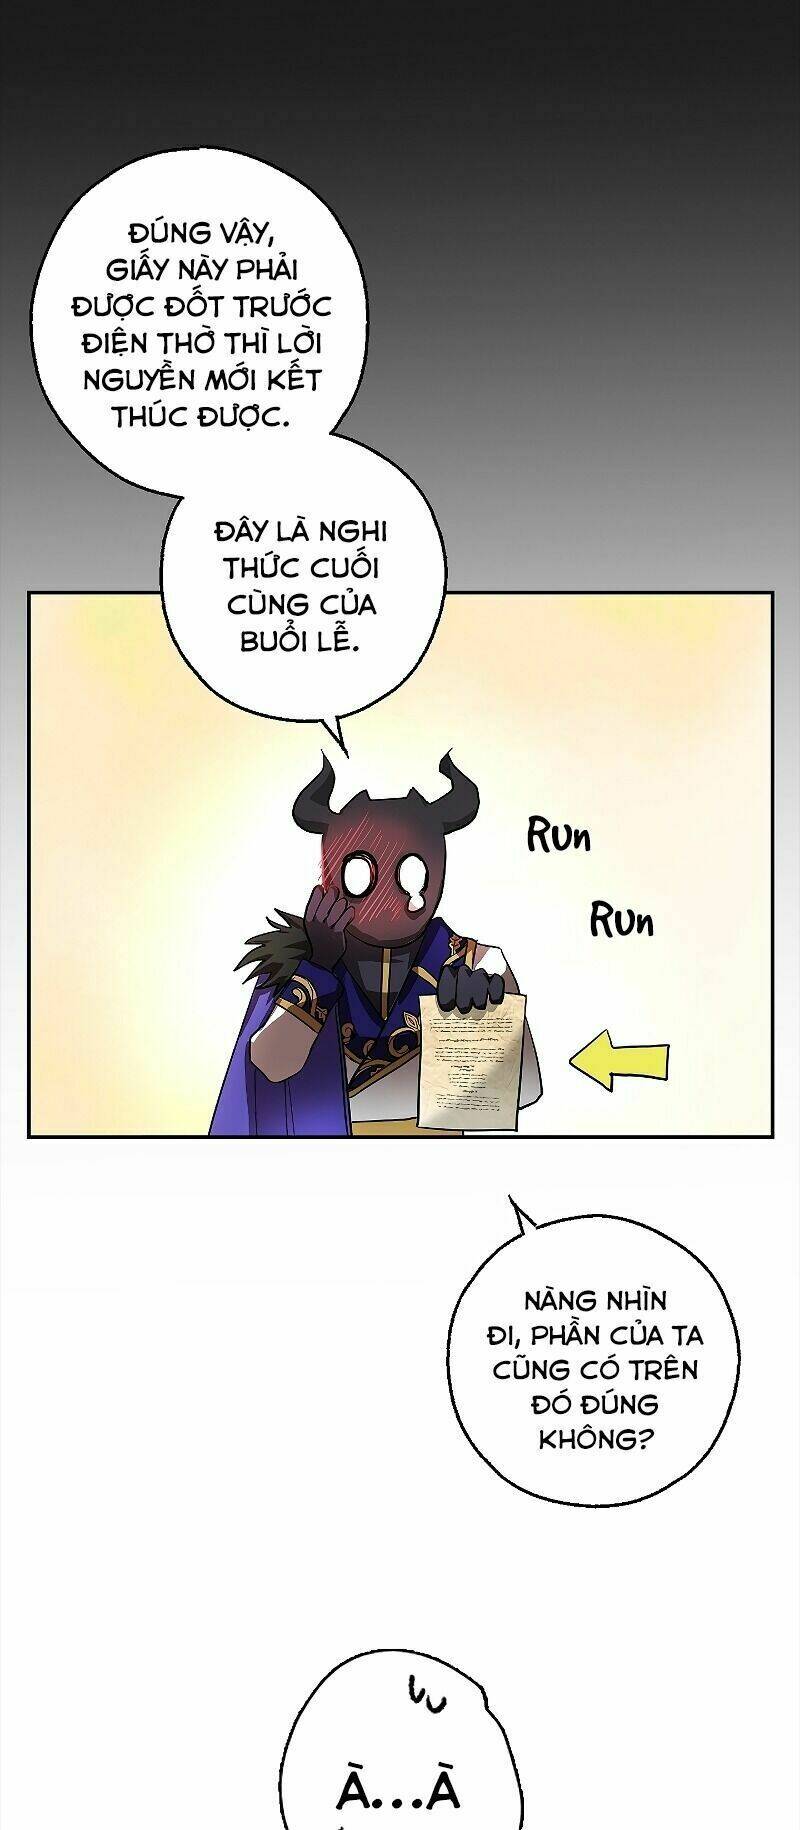 ĐÚNG VẬY,
GIẤY NÀY PHẢI
ĐƯỢC ĐỐT TRƯỚC
ĐIỆN THỜ THÌ LỜI
NGUYỀN MỚI KẾT
THÚC ĐƯỢC.
ĐÂY LÀ NGHI
THỨC CUỐI
CÙNG CỦA
BUỔI LỄ.
Run
Run
NÀNG NHÌN
ĐI, PHẦN CỦA TA
CŨNG CÓ TRÊN
ĐÓ ĐÚNG
KHÔNG?
À...À